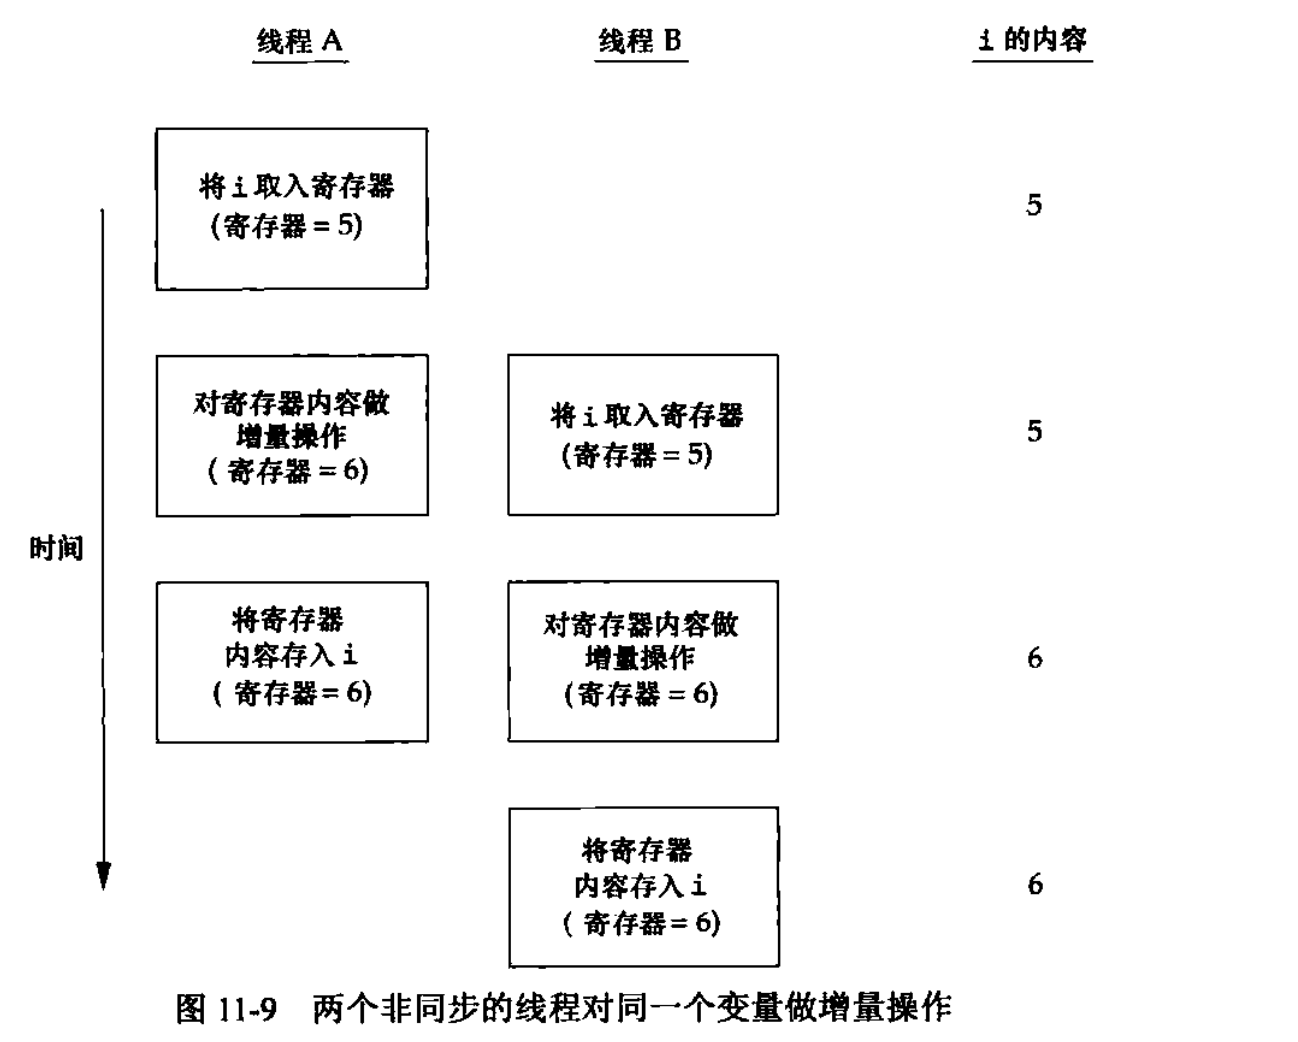 线程 A
线程 B
i 的内容
将 i 取入寄存器
(寄存器 = 5)
5
对寄存器内容做
增量操作
( 寄存器 = 6)
将 i 取入寄存器
(寄存器 = 5)
5
时间
将寄存器
内容存入 i
( 寄存器 = 6)
对寄存器内容做
增量操作
(寄存器 = 6)
6
将寄存器
内容存入 i
( 寄存器 = 6)
6
图 11-9 两个非同步的线程对同一个变量做增量操作